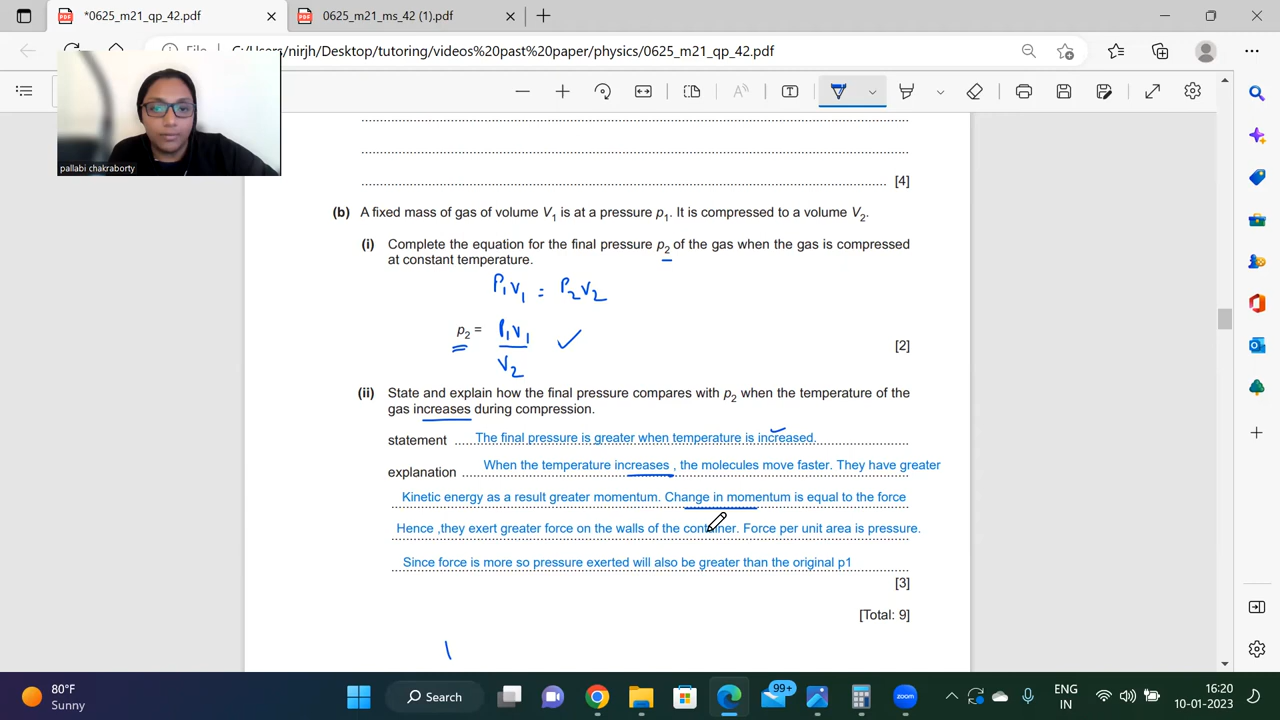 *0625_m21_qp_42.pdf
0625_m21_ms_42 (1).pdf
File
C:/Users/nirjh/Desktop/tutoring/videos%20past%20paper/physics/0625_m21_qp_42.pdf
pallabi chakraborty
[4]
(b) A fixed mass of gas of volume V1 is at a pressure p1. It is compressed to a volume V2.
(i) Complete the equation for the final pressure p2 of the gas when the gas is compressed
at constant temperature.
P1V1 = P2V2
p2 = P1V1
V2
[2]
(ii) State and explain how the final pressure compares with p2 when the temperature of the
gas increases during compression.
statement The final pressure is greater when temperature is increased.
explanation When the temperature increases , the molecules move faster. They have greater
Kinetic energy as a result greater momentum. Change in momentum is equal to the force
Hence ,they exert greater force on the walls of the container. Force per unit area is pressure.
Since force is more so pressure exerted will also be greater than the original p1
[3]
[Total: 9]
80°F
Sunny
Search
99+
zoom
ENG
IN
16:20
10-01-2023